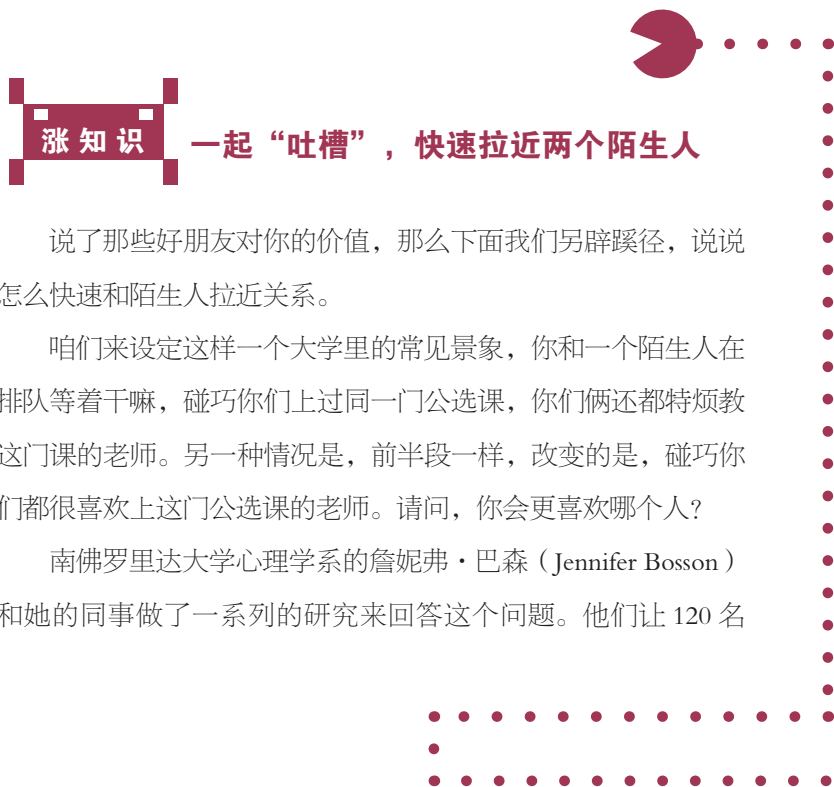 涨知识
一起“吐槽”，快速拉近两个陌生人
说了那些好朋友对你的价值，那么下面我们另辟蹊径，说说
怎么快速和陌生人拉近关系。
咱们来设定这样一个大学里的常见景象，你和一个陌生人在
排队等着干嘛，碰巧你们上过同一门公选课，你们俩还都特烦教
这门课的老师。另一种情况是，前半段一样，改变的是，碰巧你
们都很喜欢上这门公选课的老师。请问，你会更喜欢哪个人？
南佛罗里达大学心理学系的詹妮弗·巴森（Jennifer Bosson）
和她的同事做了一系列的研究来回答这个问题。他们让 120 名